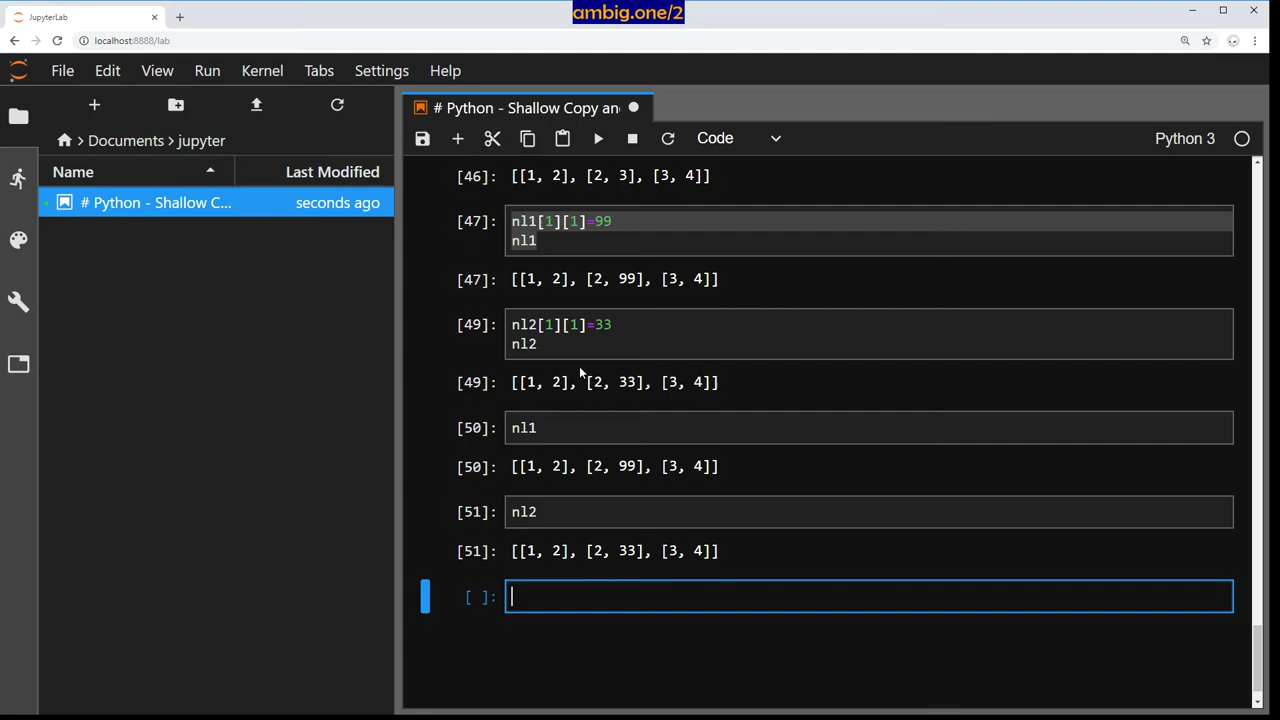 ambig.one/2
JupyterLab
localhost:8888/lab
File Edit View Run Kernel Tabs Settings Help
# Python - Shallow Copy an
Documents jupyter
Code
Python 3
Name
Last Modified
# Python - Shallow C...
seconds ago
[46]: [[1, 2], [2, 3], [3, 4]]
[47]: nl1[1][1]=99
nl1
[47]: [[1, 2], [2, 99], [3, 4]]
[49]: nl2[1][1]=33
nl2
[49]: [[1, 2], [2, 33], [3, 4]]
[50]: nl1
[50]: [[1, 2], [2, 99], [3, 4]]
[51]: nl2
[51]: [[1, 2], [2, 33], [3, 4]]
[ ]: